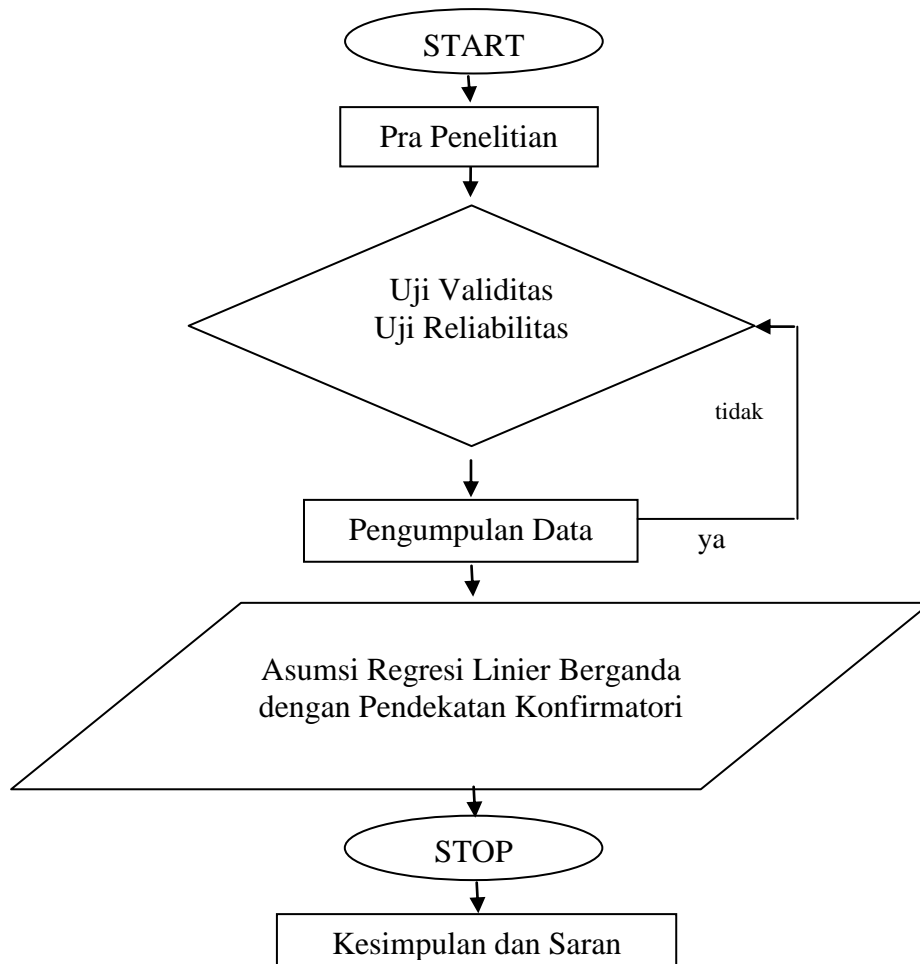 START
Pra Penelitian
Uji Validitas
Uji Reliabilitas
tidak
Pengumpulan Data
ya
Asumsi Regresi Linier Berganda
dengan Pendekatan Konfirmatori
STOP
Kesimpulan dan Saran